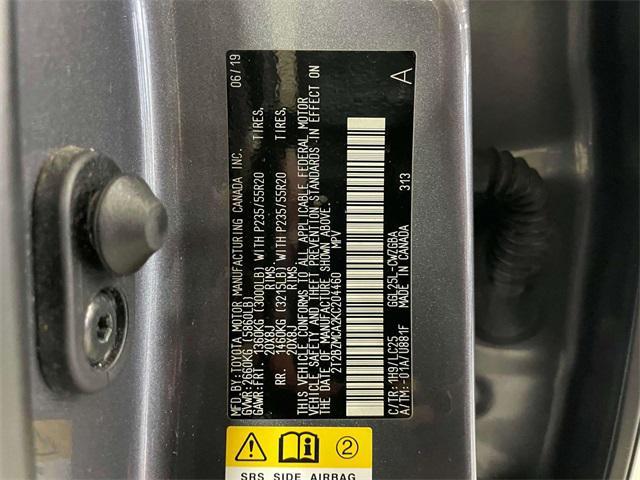 MFD.BY:TOYOTA MOTOR MANUFACTURING CANADA INC. 06/19
GVWR:2660KG(5860LB)
GAWR:FRT. 1360KG (3000LB) WITH P235/55R20 TIRES,
20X8J RIMS
RR. 1460KG (3215LB) WITH P235/55R20 TIRES,
20X8J RIMS
THIS VEHICLE CONFORMS TO ALL APPLICABLE FEDERAL MOTOR
VEHICLE SAFETY AND THEFT PREVENTION STANDARDS IN EFFECT ON
THE DATE OF MANUFACTURE SHOWN ABOVE.
2T2BZMCA2KC204460 MPV A
C/TR:1H9/LC25 GGL25L-CWZGBA
A/TM:-01A/U881F MADE IN CANADA 313
2
SRS SIDE AIRBAG